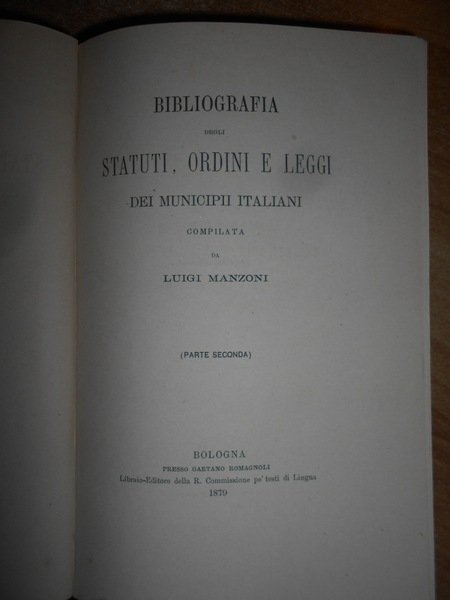 BIBLIOGRAFIA
DEGLI
STATUTI, ORDINI E LEGGI
DEI MUNICIPII ITALIANI
COMPILATA
DA
LUIGI MANZONI
(PARTE SECONDA)
BOLOGNA
PRESSO GAETANO ROMAGNOLI
Libraio-Editore della R. Commissione pe' testi di Lingua
1879